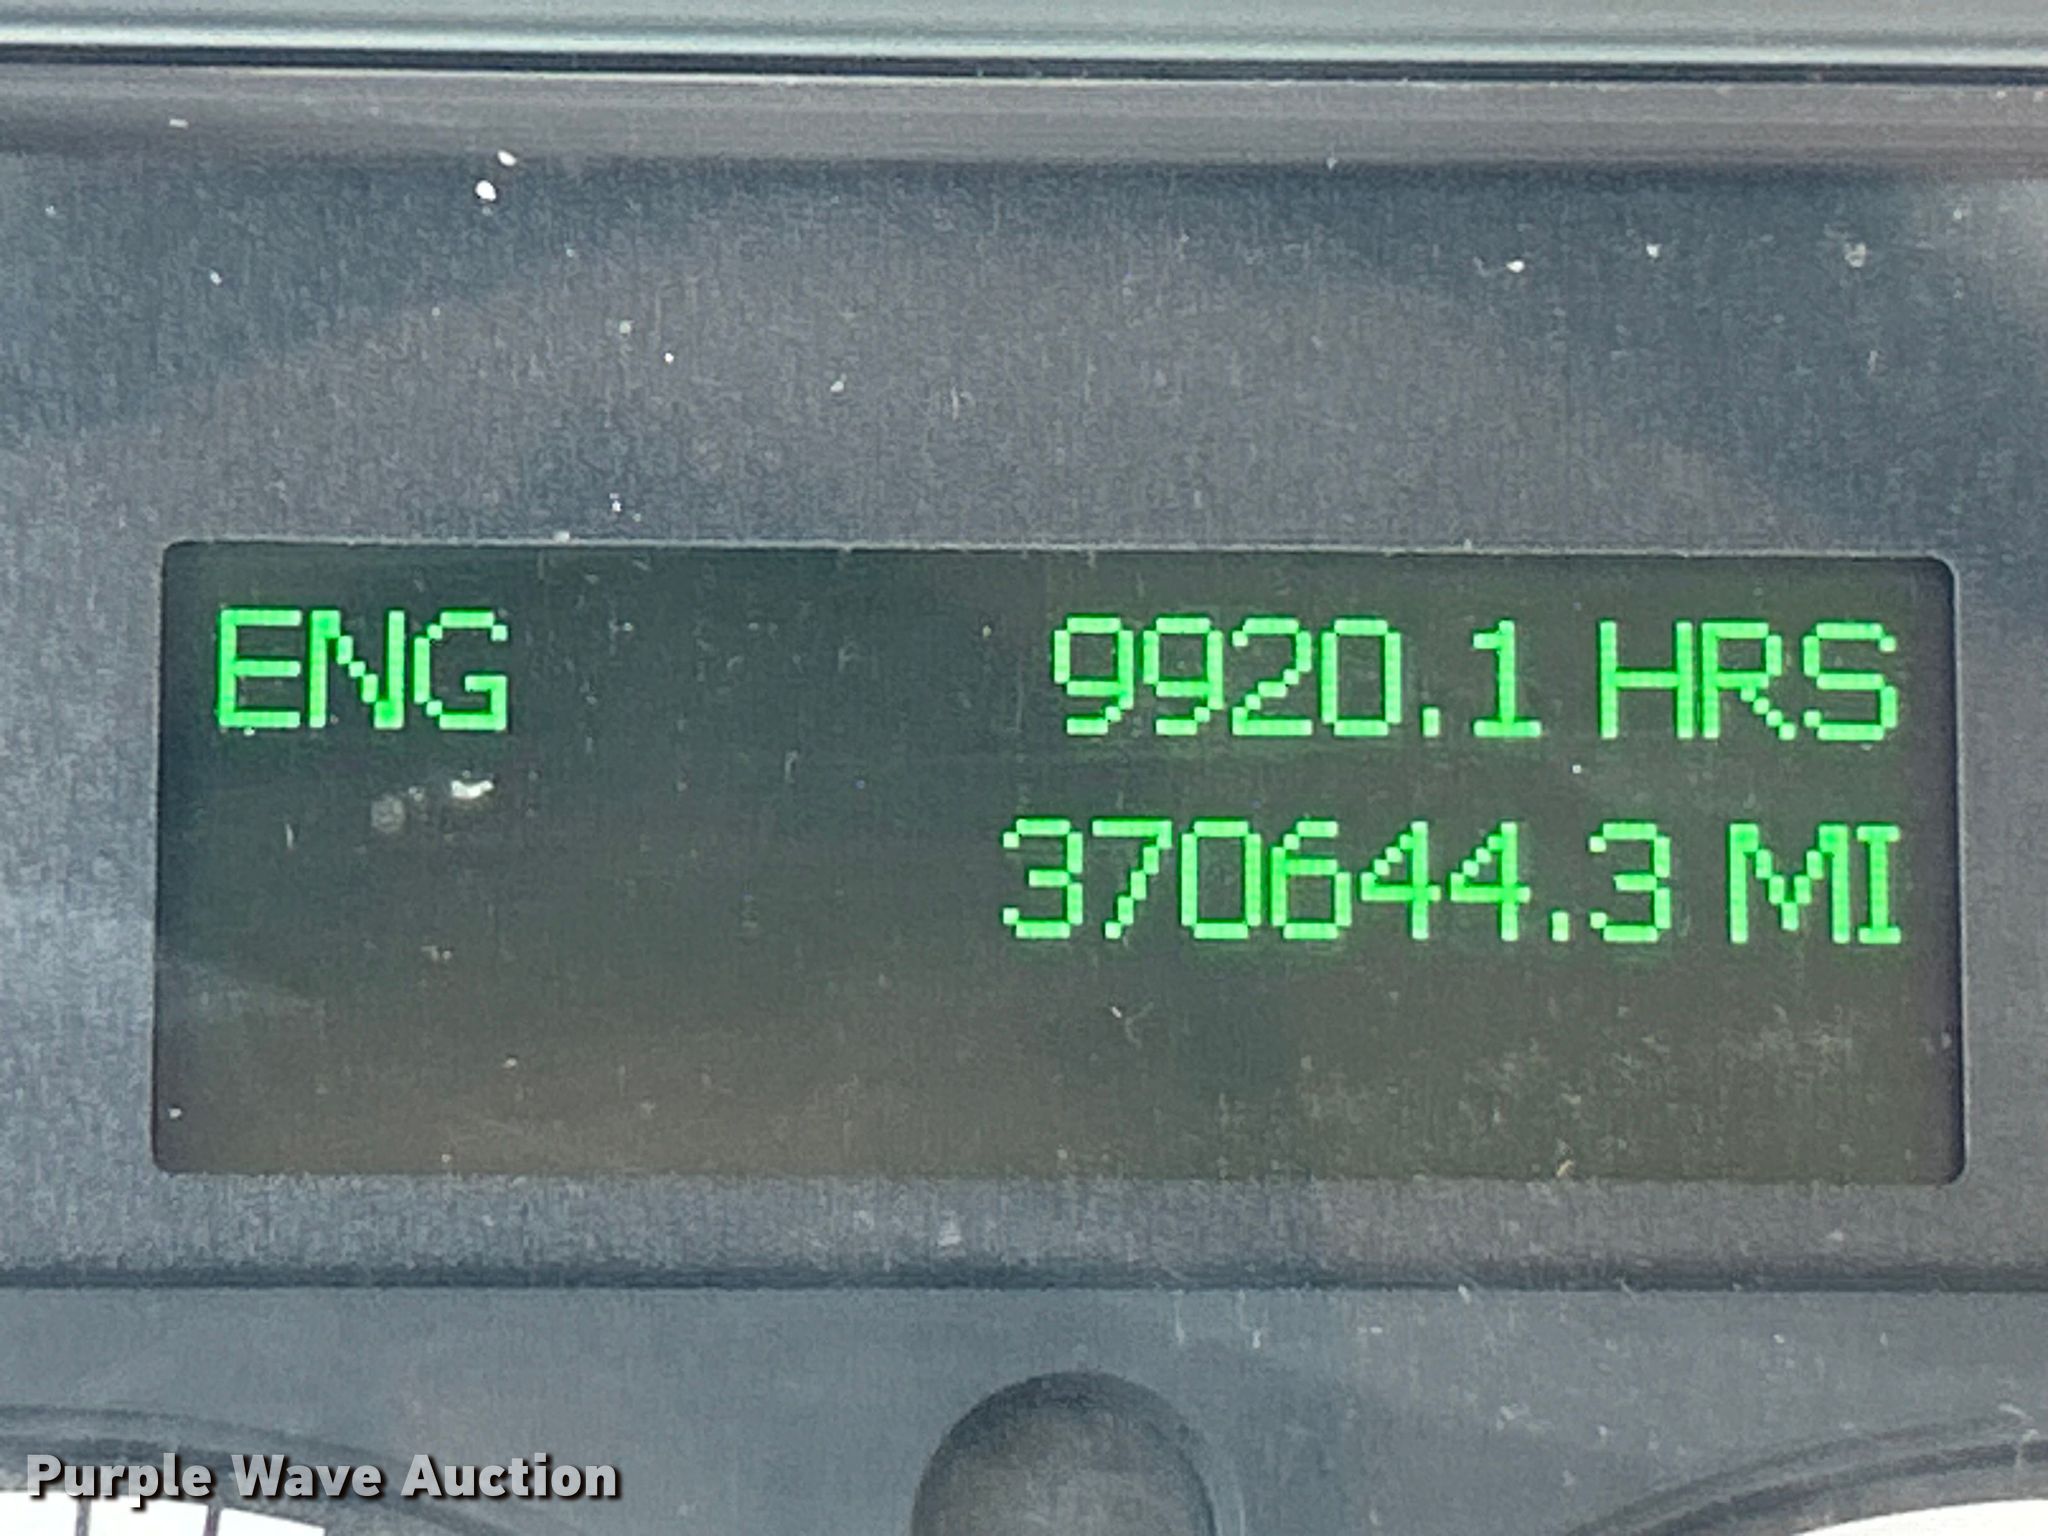 ENG 9920.1 HRS
370644.3 MI
Purple Wave Auction